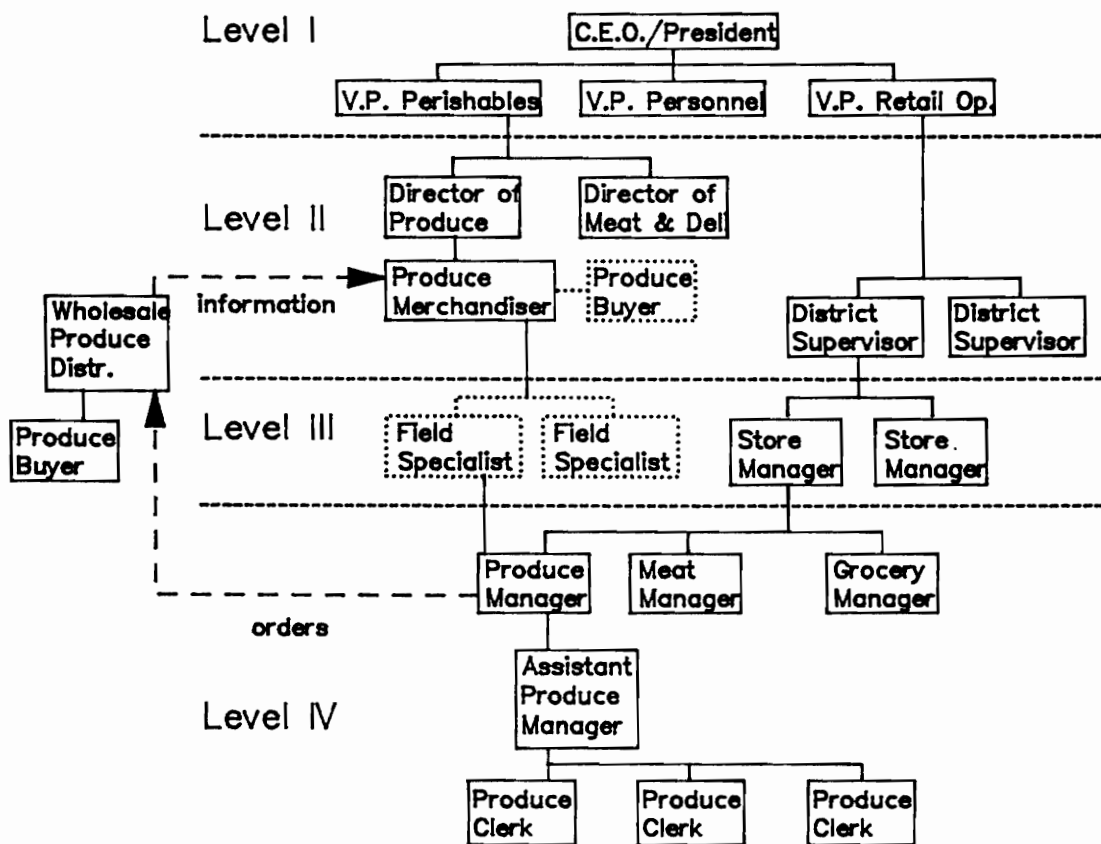 Level I
C.E.O./President
V.P. Perishables
V.P. Personnel
V.P. Retail Op.
Level II
Director of
Produce
Director of
Meat & Deli
Produce
Merchandiser
Produce
Buyer
information
Wholesale
Produce
Distr.
District
Supervisor
District
Supervisor
Produce
Buyer
Level III
Field
Specialist
Field
Specialist
Store
Manager
Store.
Manager
Produce
Manager
Meat
Manager
Grocery
Manager
orders
Level IV
Assistant
Produce
Manager
Produce
Clerk
Produce
Clerk
Produce
Clerk